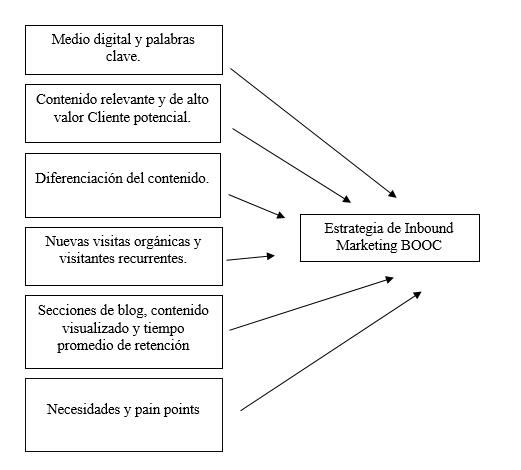 Medio digital y palabras
clave.
Contenido relevante y de alto
valor Cliente potencial.
Diferenciación del contenido.
Nuevas visitas orgánicas y
visitantes recurrentes.
Secciones de blog, contenido
visualizado y tiempo
promedio de retención
Necesidades y pain points
Estrategia de Inbound
Marketing BOOC